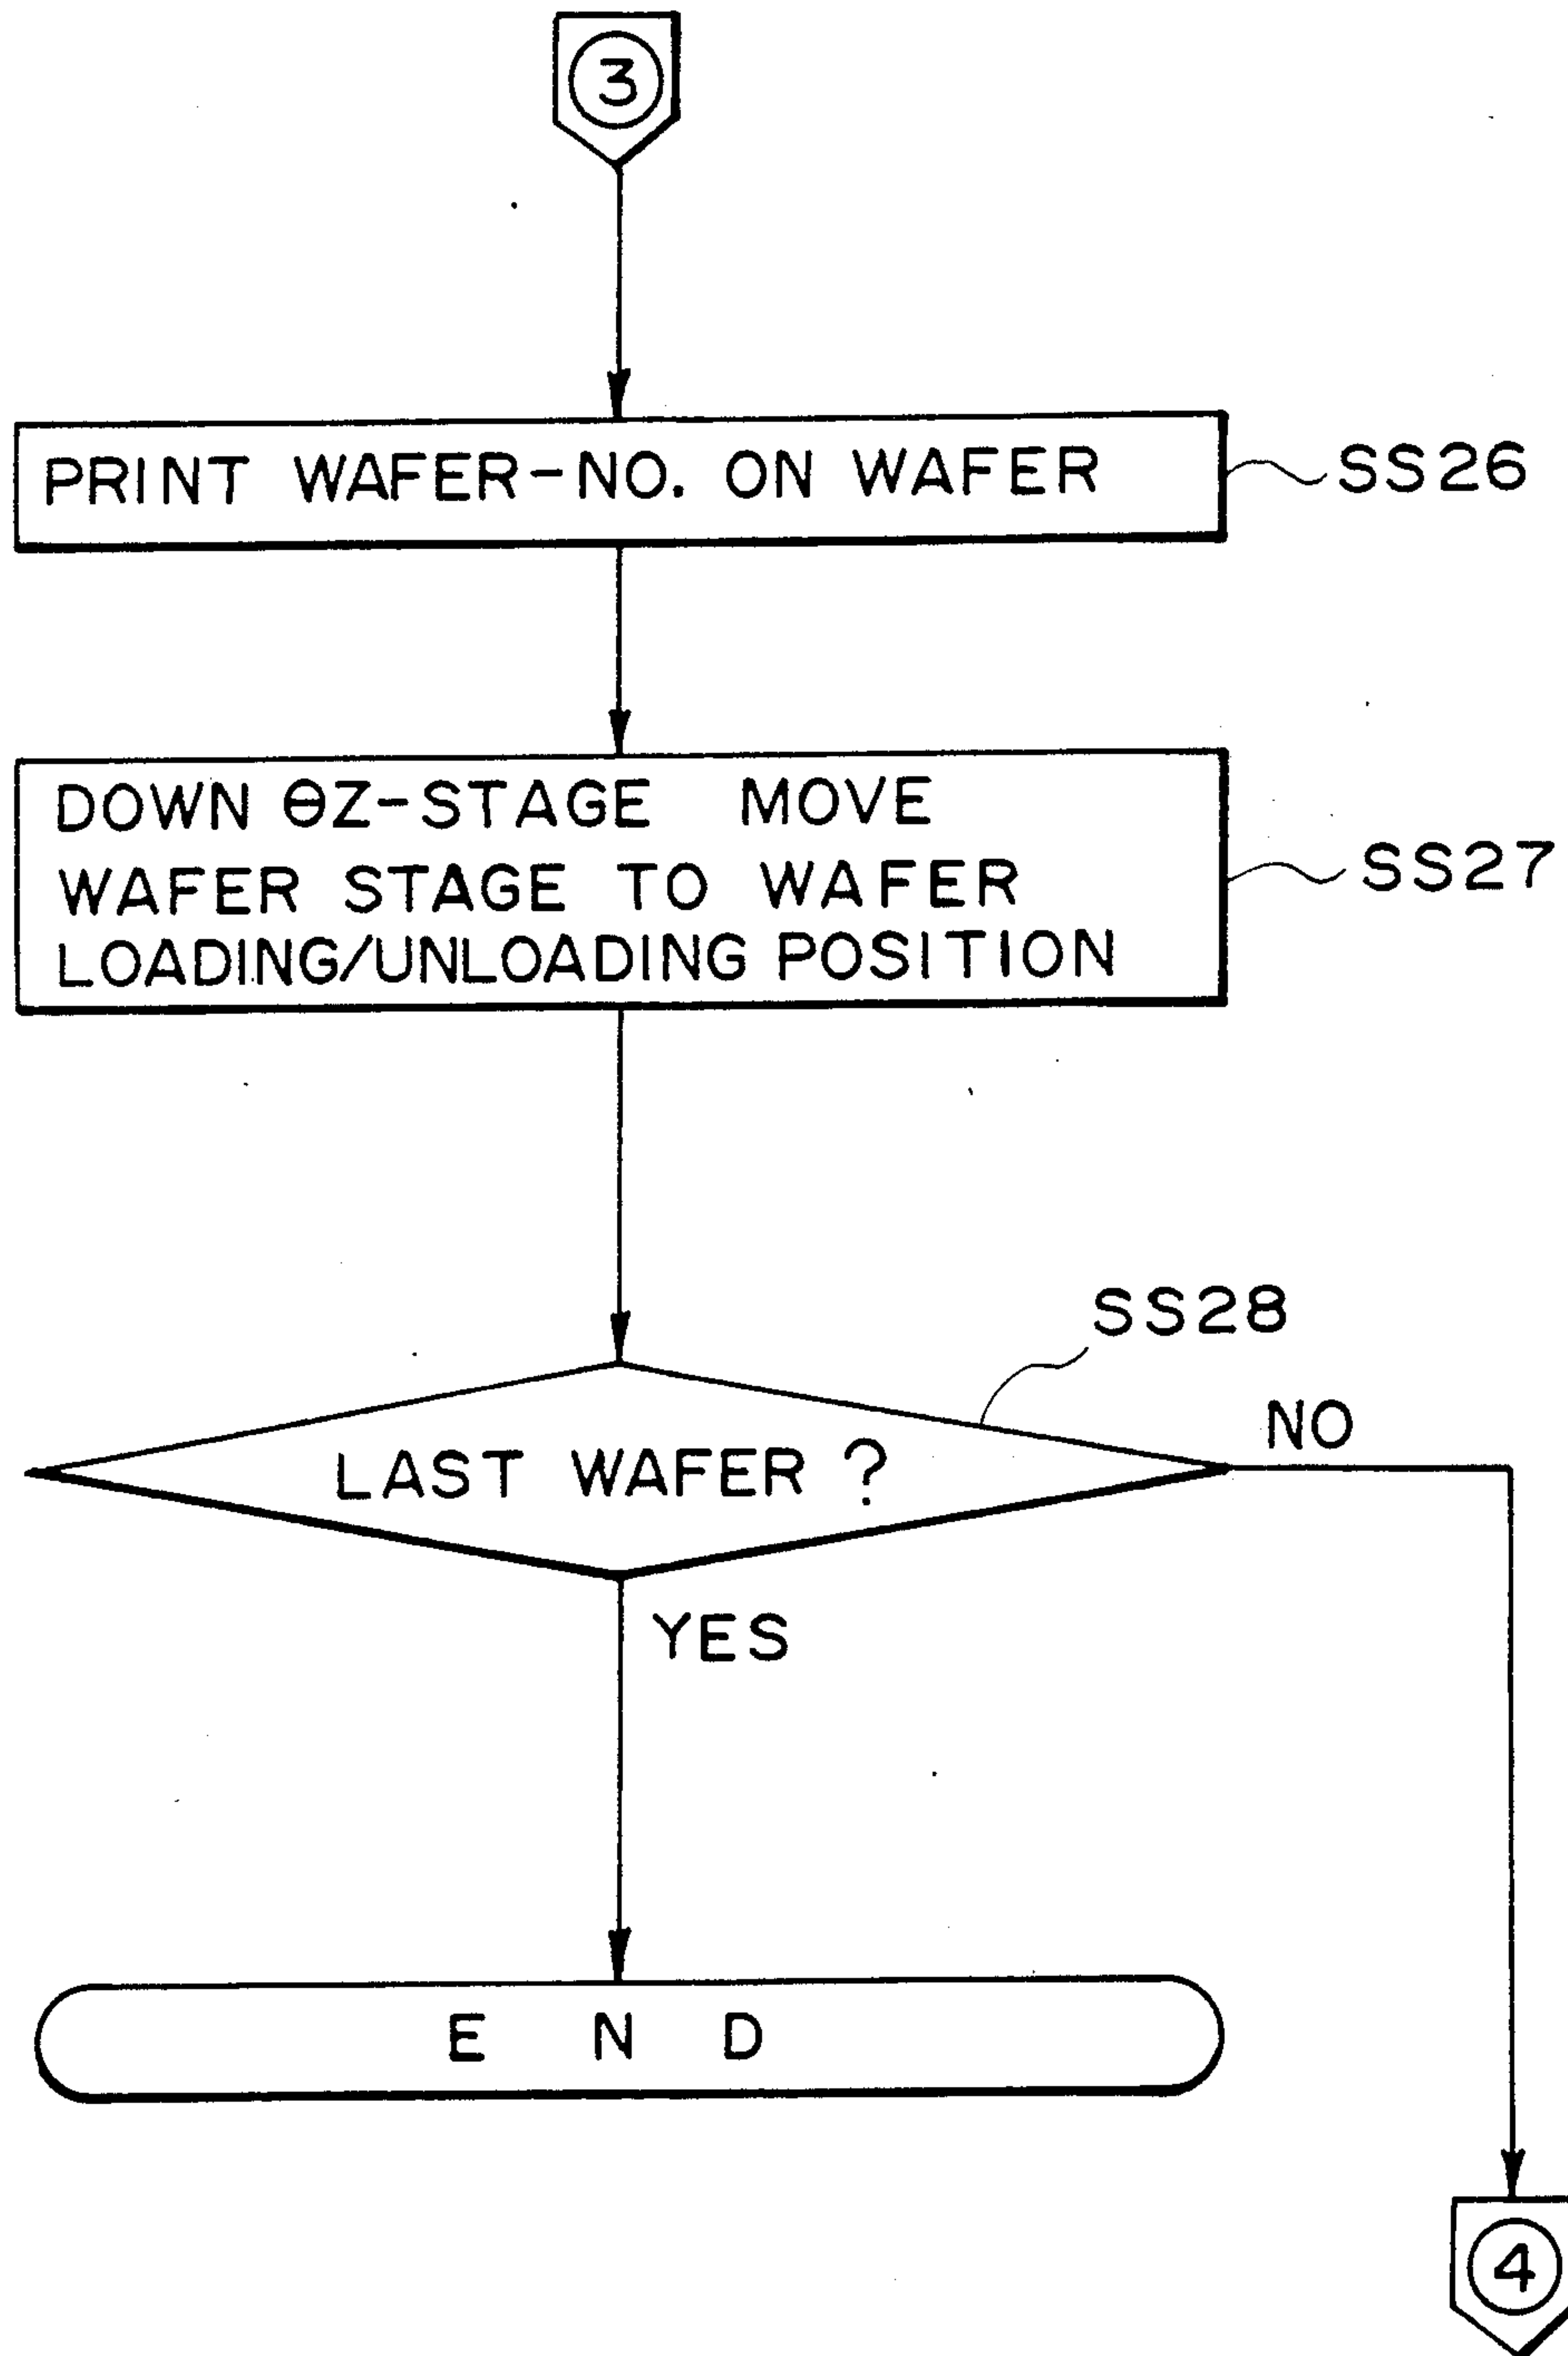 3
PRINT WAFER-NO. ON WAFER
SS26
DOWN ΘZ-STAGE MOVE
WAFER STAGE TO WAFER
LOADING/UNLOADING POSITION
SS27
SS28
LAST WAFER ?
NO
YES
E N D
4